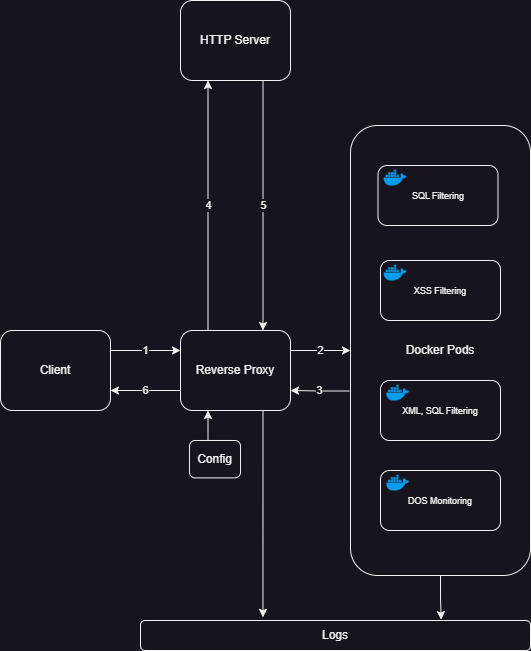 HTTP Server
SQL Filtering
4
5
XSS Filtering
1
2
Docker Pods
Client
Reverse Proxy
6
3
XML, SQL Filtering
Config
DOS Monitoring
Logs